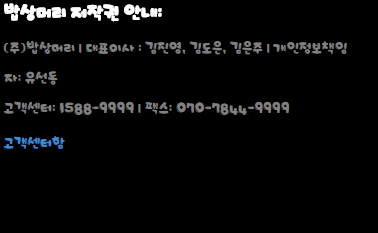 밥상머리 저작권 안내:
(주)밥상머리 | 대표이사 : 김진영, 김도은, 김은주 | 개인정보책임
자: 유선동
고객센터: 1588-9999 | 팩스: 070-7844-9999
고객센터함